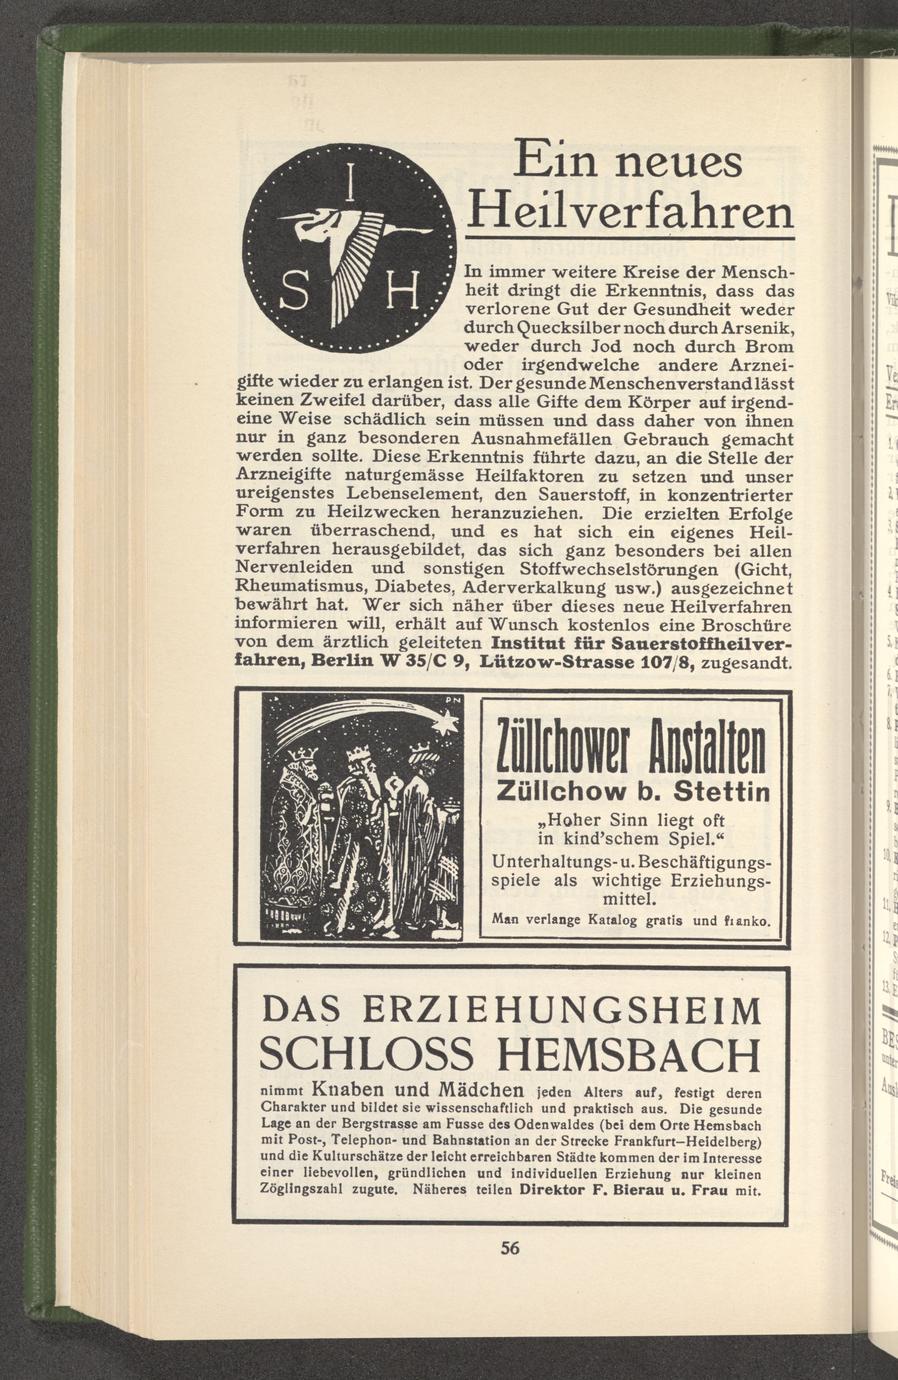 I
S H
Ein neues
Heilverfahren
In immer weitere Kreise der Mensch-
heit dringt die Erkenntnis, dass das
verlorene Gut der Gesundheit weder
durch Quecksilber noch durch Arsenik,
weder durch Jod noch durch Brom
oder irgendwelche andere Arznei-
gifte wieder zu erlangen ist. Der gesunde Menschenverstand lässt
keinen Zweifel darüber, dass alle Gifte dem Körper auf irgend-
eine Weise schädlich sein müssen und dass daher von ihnen
nur in ganz besonderen Ausnahmefällen Gebrauch gemacht
werden sollte. Diese Erkenntnis führte dazu, an die Stelle der
Arzneigifte naturgemässe Heilfaktoren zu setzen und unser
ureigenstes Lebenselement, den Sauerstoff, in konzentrierter
Form zu Heilzwecken heranzuziehen. Die erzielten Erfolge
waren überraschend, und es hat sich ein eigenes Heil-
verfahren herausgebildet, das sich ganz besonders bei allen
Nervenleiden und sonstigen Stoffwechselstörungen (Gicht,
Rheumatismus, Diabetes, Aderverkalkung usw.) ausgezeichnet
bewährt hat. Wer sich näher über dieses neue Heilverfahren
informieren will, erhält auf Wunsch kostenlos eine Broschüre
von dem ärztlich geleiteten Institut für Sauerstoffheilver-
fahren, Berlin W 35/C 9, Lützow-Strasse 107/8, zugesandt.
PN
Züllchower Anstalten
Züllchow b. Stettin
„Hoher Sinn liegt oft
in kind'schem Spiel.“
Unterhaltungs- u. Beschäftigungs-
spiele als wichtige Erziehungs-
mittel.
Man verlange Katalog gratis und franko.
DAS ERZIEHUNGSHEIM
SCHLOSS HEMSBACH
nimmt Knaben und Mädchen jeden Alters auf, festigt deren
Charakter und bildet sie wissenschaftlich und praktisch aus. Die gesunde
Lage an der Bergstrasse am Fusse des Odenwaldes (bei dem Orte Hemsbach
mit Post-, Telephon- und Bahnstation an der Strecke Frankfurt—Heidelberg)
und die Kulturschätze der leicht erreichbaren Städte kommen der im Interesse
einer liebevollen, gründlichen und individuellen Erziehung nur kleinen
Zöglingszahl zugute. Näheres teilen Direktor F. Bierau u. Frau mit.
56